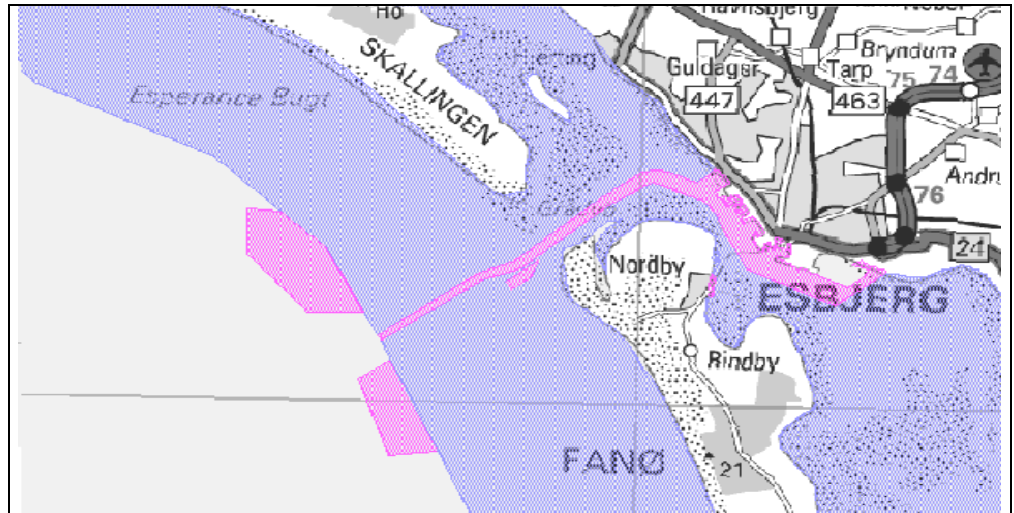 Ho
SKALLINGEN
Esperance Bugt
Hjerting
Guldager
Tarp
Bryndum
447
463
75
74
Andru
76
24
Nordby
ESBJERG
Rindby
FANØ
21